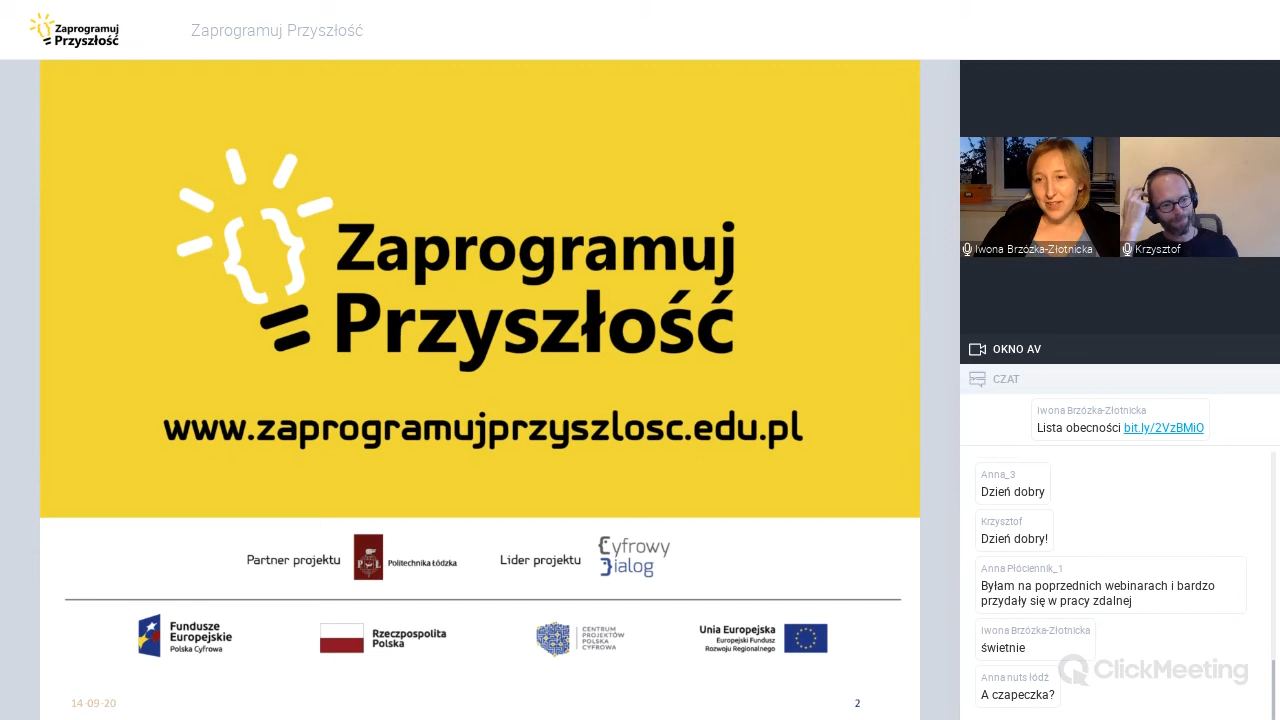 Zaprogramuj
Przyszłość
Zaprogramuj Przyszłość
Zaprogramuj
Przyszłość
www.zaprogramujprzyszlosc.edu.pl
Partner projektu
Politechnika Łódzka
Lider projektu
Cyfrowy
Dialog
Fundusze
Europejskie
Polska Cyfrowa
Rzeczpospolita
Polska
CENTRUM
PROJEKTÓW
POLSKA
CYFROWA
Unia Europejska
Europejski Fundusz
Rozwoju Regionalnego
14-09-20
2
Iwona Brzózka-Złotnicka
Krzysztof
OKNO AV
CZAT
Iwona Brzózka-Złotnicka
Lista obecności bit.ly/2VzBMiO
Anna_3
Dzień dobry
Krzysztof
Dzień dobry!
Anna Płóciennik_1
Byłam na poprzednich webinarach i bardzo
przydały się w pracy zdalnej
Iwona Brzózka-Złotnicka
świetnie
Anna nuts łódź
A czapeczka?
ClickMeeting